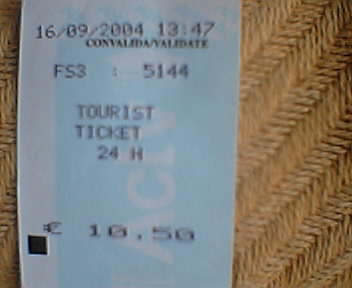 16/09/2004 13:47
CONVALIDA/VALIDATE
FS3 : 5144
TOURIST
TICKET
24 H
€ 10.50